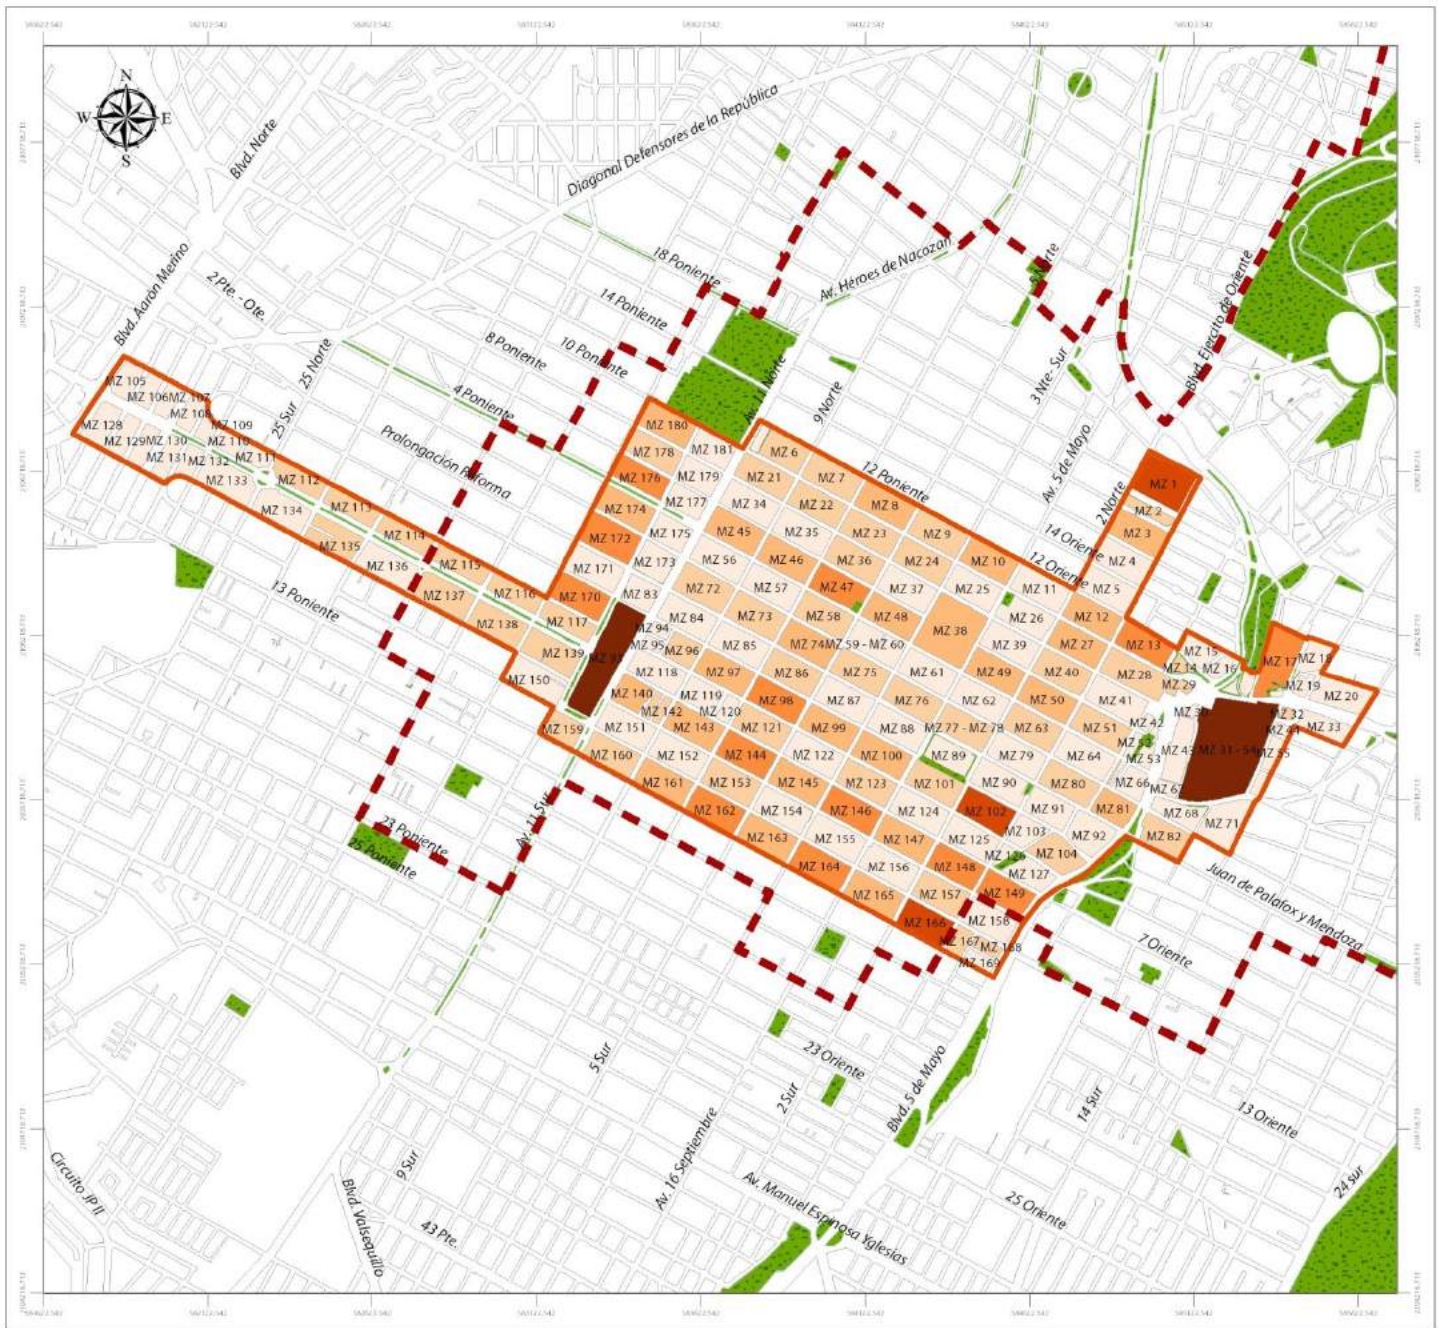 N
W E
S
Blvd. Norte
Diagonal Defensores de la República
Blvd. Aarón Merino
2 Pte. - Ote.
18 Poniente
Av. Héroes de Nacozari
Blvd. Ejercito de Oriente
14 Poniente
8 Poniente
10 Poniente
25 Norte
4 Poniente
Av. 11 Norte
9 Norte
3 Nte- Sur
25 Sur
Prolongación Reforma
12 Poniente
Av. 5 de Mayo
2 Norte
14 Oriente
12 Oriente
MZ 105
MZ 106
MZ 107
MZ 108
MZ 128
MZ 109
MZ 129
MZ 130
MZ 110
MZ 131
MZ 132
MZ 111
MZ 133
MZ 112
MZ 134
MZ 113
MZ 135
MZ 114
MZ 136
MZ 115
MZ 137
MZ 116
MZ 138
MZ 117
MZ 139
MZ 150
MZ 159
MZ 180
MZ 178
MZ 181
MZ 176
MZ 179
MZ 174
MZ 177
MZ 172
MZ 175
MZ 171
MZ 173
MZ 170
MZ 83
MZ 6
MZ 21
MZ 7
MZ 34
MZ 22
MZ 8
MZ 45
MZ 35
MZ 23
MZ 9
MZ 56
MZ 46
MZ 36
MZ 24
MZ 10
MZ 72
MZ 57
MZ 47
MZ 37
MZ 25
MZ 11
MZ 1
MZ 2
MZ 3
MZ 4
MZ 5
MZ 84
MZ 73
MZ 58
MZ 48
MZ 38
MZ 26
MZ 12
MZ 94
MZ 95
MZ 96
MZ 85
MZ 74
MZ 59 - MZ 60
MZ 39
MZ 27
MZ 13
MZ 118
MZ 97
MZ 86
MZ 75
MZ 61
MZ 49
MZ 40
MZ 28
MZ 14
MZ 15
MZ 16
MZ 17
MZ 18
MZ 19
MZ 20
MZ 29
MZ 140
MZ 119
MZ 98
MZ 87
MZ 76
MZ 62
MZ 50
MZ 41
MZ 30
MZ 32
MZ 33
MZ 142
MZ 120
MZ 151
MZ 143
MZ 121
MZ 99
MZ 88
MZ 77 - MZ 78
MZ 63
MZ 51
MZ 42
MZ 43
MZ 31 - 54
MZ 44
MZ 55
MZ 53
MZ 160
MZ 152
MZ 144
MZ 122
MZ 100
MZ 89
MZ 79
MZ 64
MZ 161
MZ 153
MZ 145
MZ 123
MZ 101
MZ 90
MZ 80
MZ 66
MZ 67
MZ 162
MZ 154
MZ 146
MZ 124
MZ 102
MZ 91
MZ 81
MZ 68
MZ 71
MZ 163
MZ 155
MZ 147
MZ 125
MZ 103
MZ 92
MZ 82
MZ 164
MZ 156
MZ 148
MZ 126
MZ 104
MZ 127
MZ 165
MZ 157
MZ 149
MZ 166
MZ 158
MZ 167
MZ 168
MZ 169
13 Poniente
23 Poniente
25 Poniente
Av. 11 Sur
Juan de Palafox y Mendoza
7 Oriente
5 Sur
23 Oriente
2 Sur
Blvd. 5 de Mayo
14 Sur
13 Oriente
Av. 16 Septiembre
9 Sur
Circuito JP II
Blvd. Valsequillo
43 Pte.
Av. Manuel Espinosa Yglesias
25 Oriente
24 sur